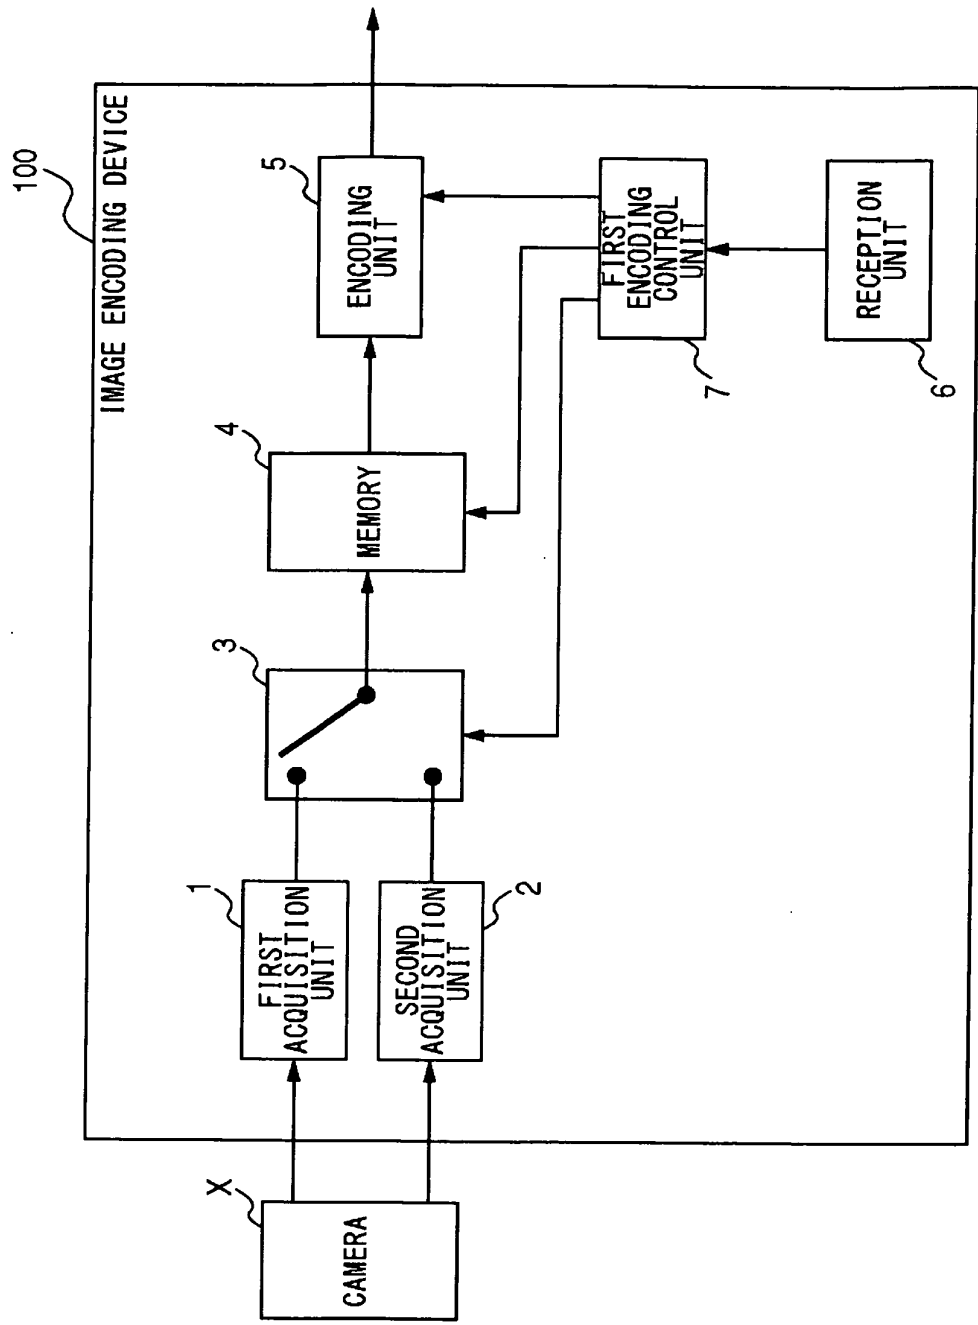 100
IMAGE ENCODING DEVICE
X
CAMERA
1
FIRST
ACQUISITION
UNIT
2
SECOND
ACQUISITION
UNIT
3
4
MEMORY
5
ENCODING
UNIT
7
FIRST
ENCODING
CONTROL
UNIT
6
RECEPTION
UNIT